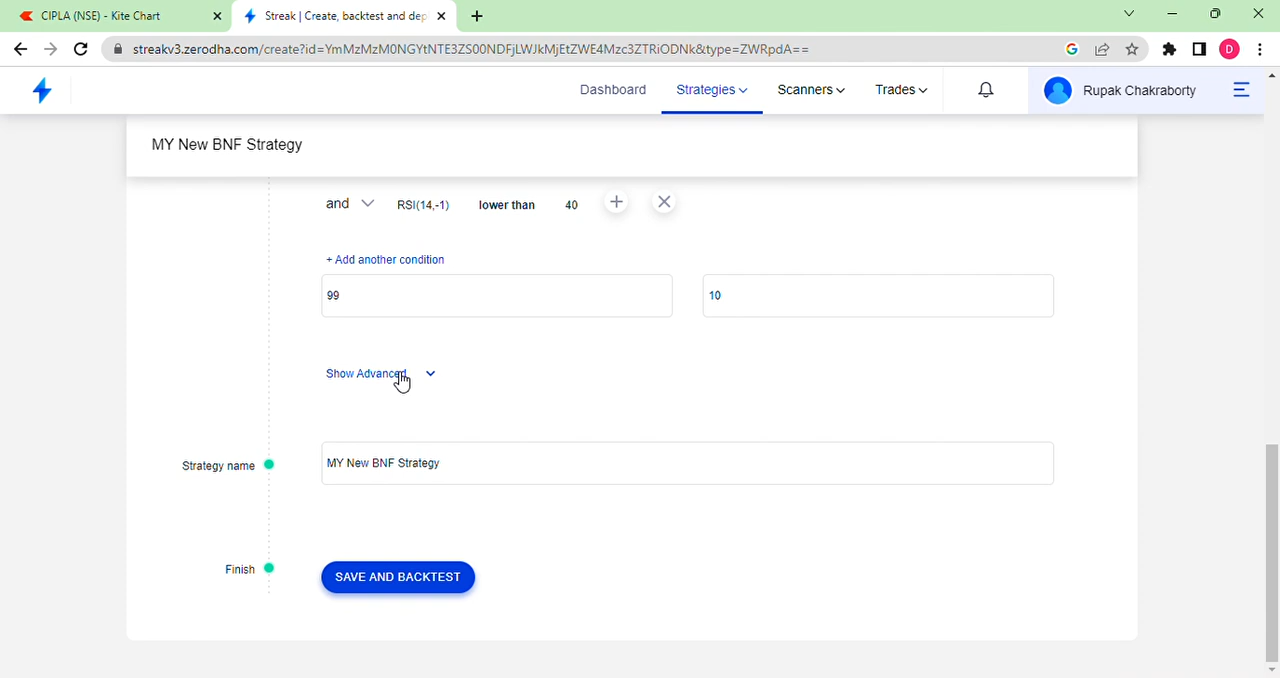 CIPLA (NSE) - Kite Chart
Streak | Create, backtest and dep
streakv3.zerodha.com/create?id=YmMzMzM0NGYtNTE3ZS00NDFjLWJkMjEtZWE4Mzc3ZTRiODNk&type=ZWRpdA==
D
Dashboard Strategies Scanners Trades Rupak Chakraborty
MY New BNF Strategy
and RSI(14,-1) lower than 40
+ Add another condition
99 10
Show Advanced
Strategy name MY New BNF Strategy
Finish SAVE AND BACKTEST